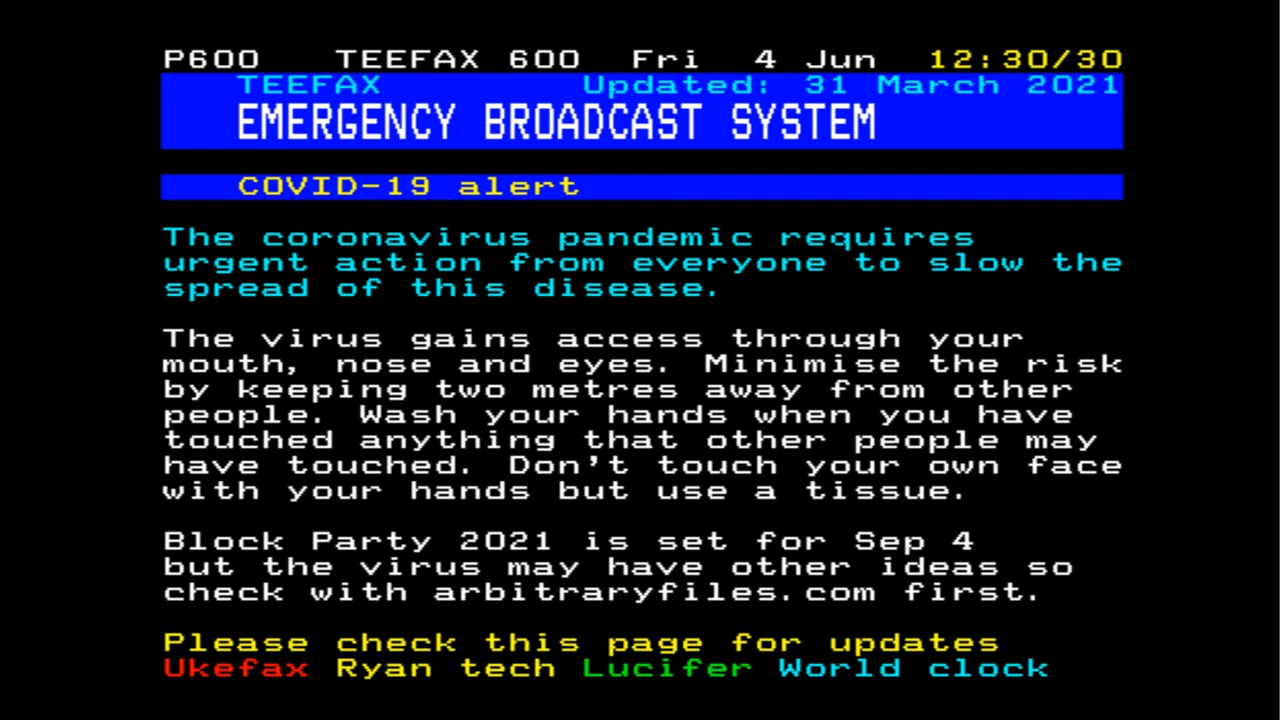 P600 TEEFAX 600 Fri 4 Jun 12:30/30
TEEFAX Updated: 31 March 2021
EMERGENCY BROADCAST SYSTEM
COVID-19 alert
The coronavirus pandemic requires
urgent action from everyone to slow the
spread of this disease.
The virus gains access through your
mouth, nose and eyes. Minimise the risk
by keeping two metres away from other
people. Wash your hands when you have
touched anything that other people may
have touched. Don't touch your own face
with your hands but use a tissue.
Block Party 2021 is set for Sep 4
but the virus may have other ideas so
check with arbitraryfiles.com first.
Please check this page for updates
Ukefax Ryan tech Lucifer World clock